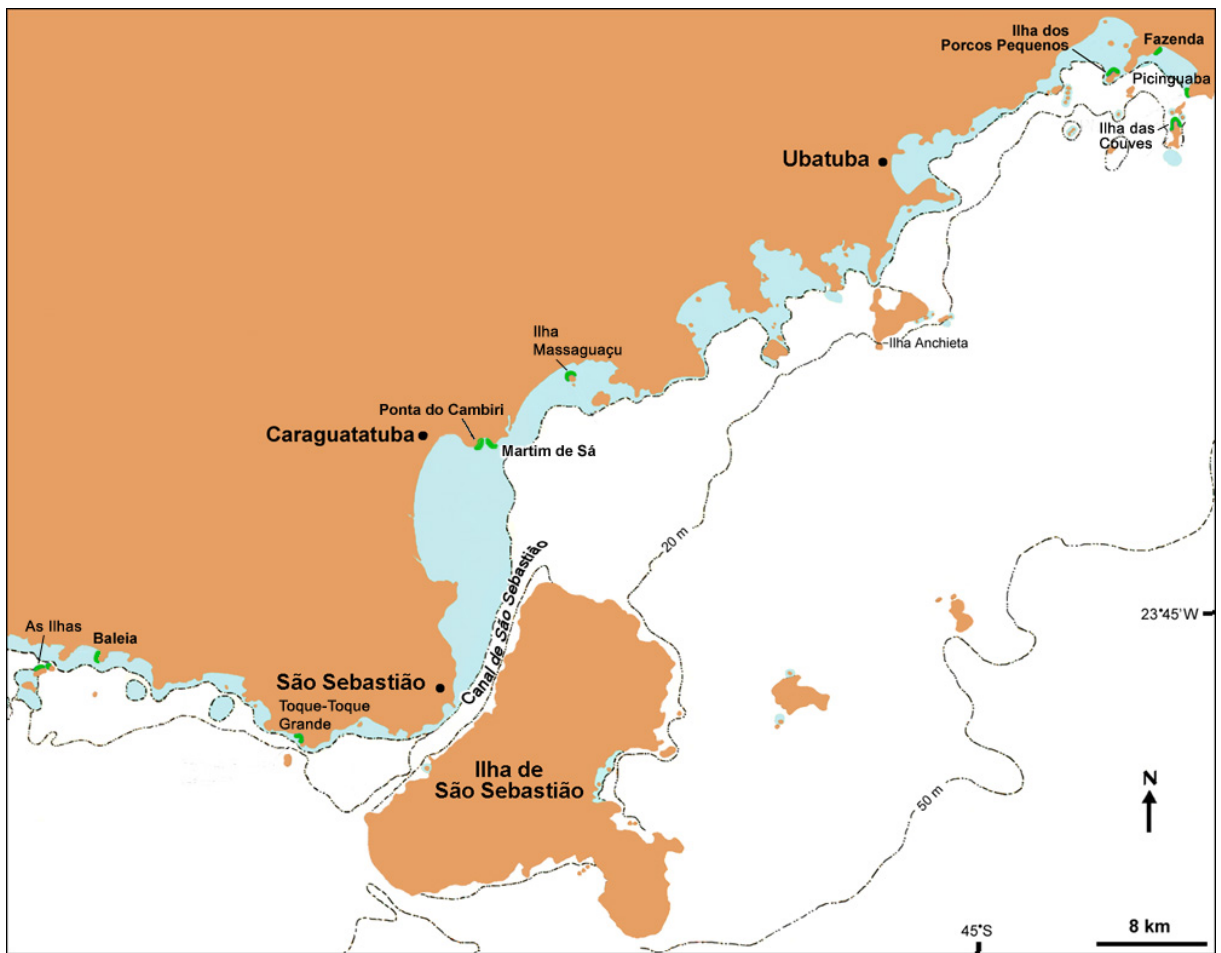 Ilha dos
Porcos Pequenos
Fazenda
Picinguaba
Ilha das
Couves
Ubatuba
Ilha Anchieta
Ilha
Massaguaçu
Ponta do Cambiri
Caraguatatuba
Martim de Sá
20 m
Canal de São Sebastião
23°45'W
As Ilhas
Baleia
São Sebastião
Toque-Toque
Grande
Ilha de
São Sebastião
50 m
N
45°S
8 km